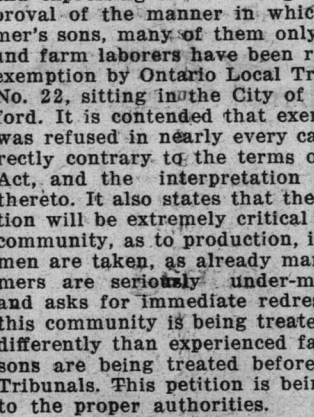 proval of the manner in whic
mer's sons, many of them only
und farm laborers have been r
exemption by Ontario Local Tr
No. 22, sitting in the City of
ford. It is contended that exe
was refused in nearly every ca
rectly contrary to the terms o
Act, and the interpretation
thereto. It also states that the
tion will be extremely critical
community, as to production, i
men are taken, as already ma
mers are seriously under-m
and asks for immediate redre
this community is being treate
differently than experienced fa
sons are being treated before
Tribunals. This petition is bei
to the proper authorities.